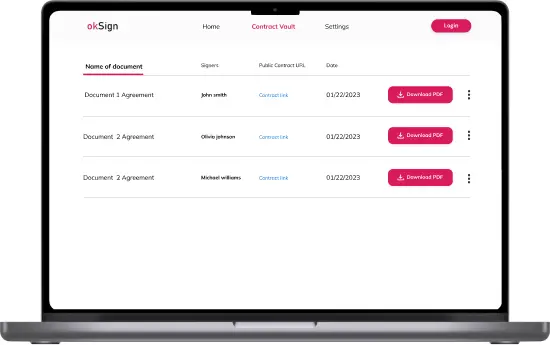 okSign Home Contract Vault Settings Login
Name of document Signers Public Contract URL Date
Document 1 Agreement John smith Contract link 01/22/2023 Download PDF
Document 2 Agreement Olivia johnson Contract link 01/22/2023 Download PDF
Document 2 Agreement Michael williams Contract link 01/22/2023 Download PDF